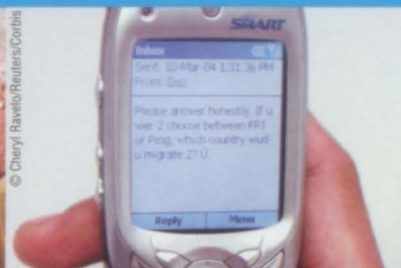 © Cheryl Ravelo/Reuters/Corbis
SMART
Inbox
Sent: 10-Mar-04 1:31:36 PM
From:
Please answer honestly. If u
wer 2 choose between FPJ
or Ping, which country wud
u migrate 2? Ü
Reply Menu